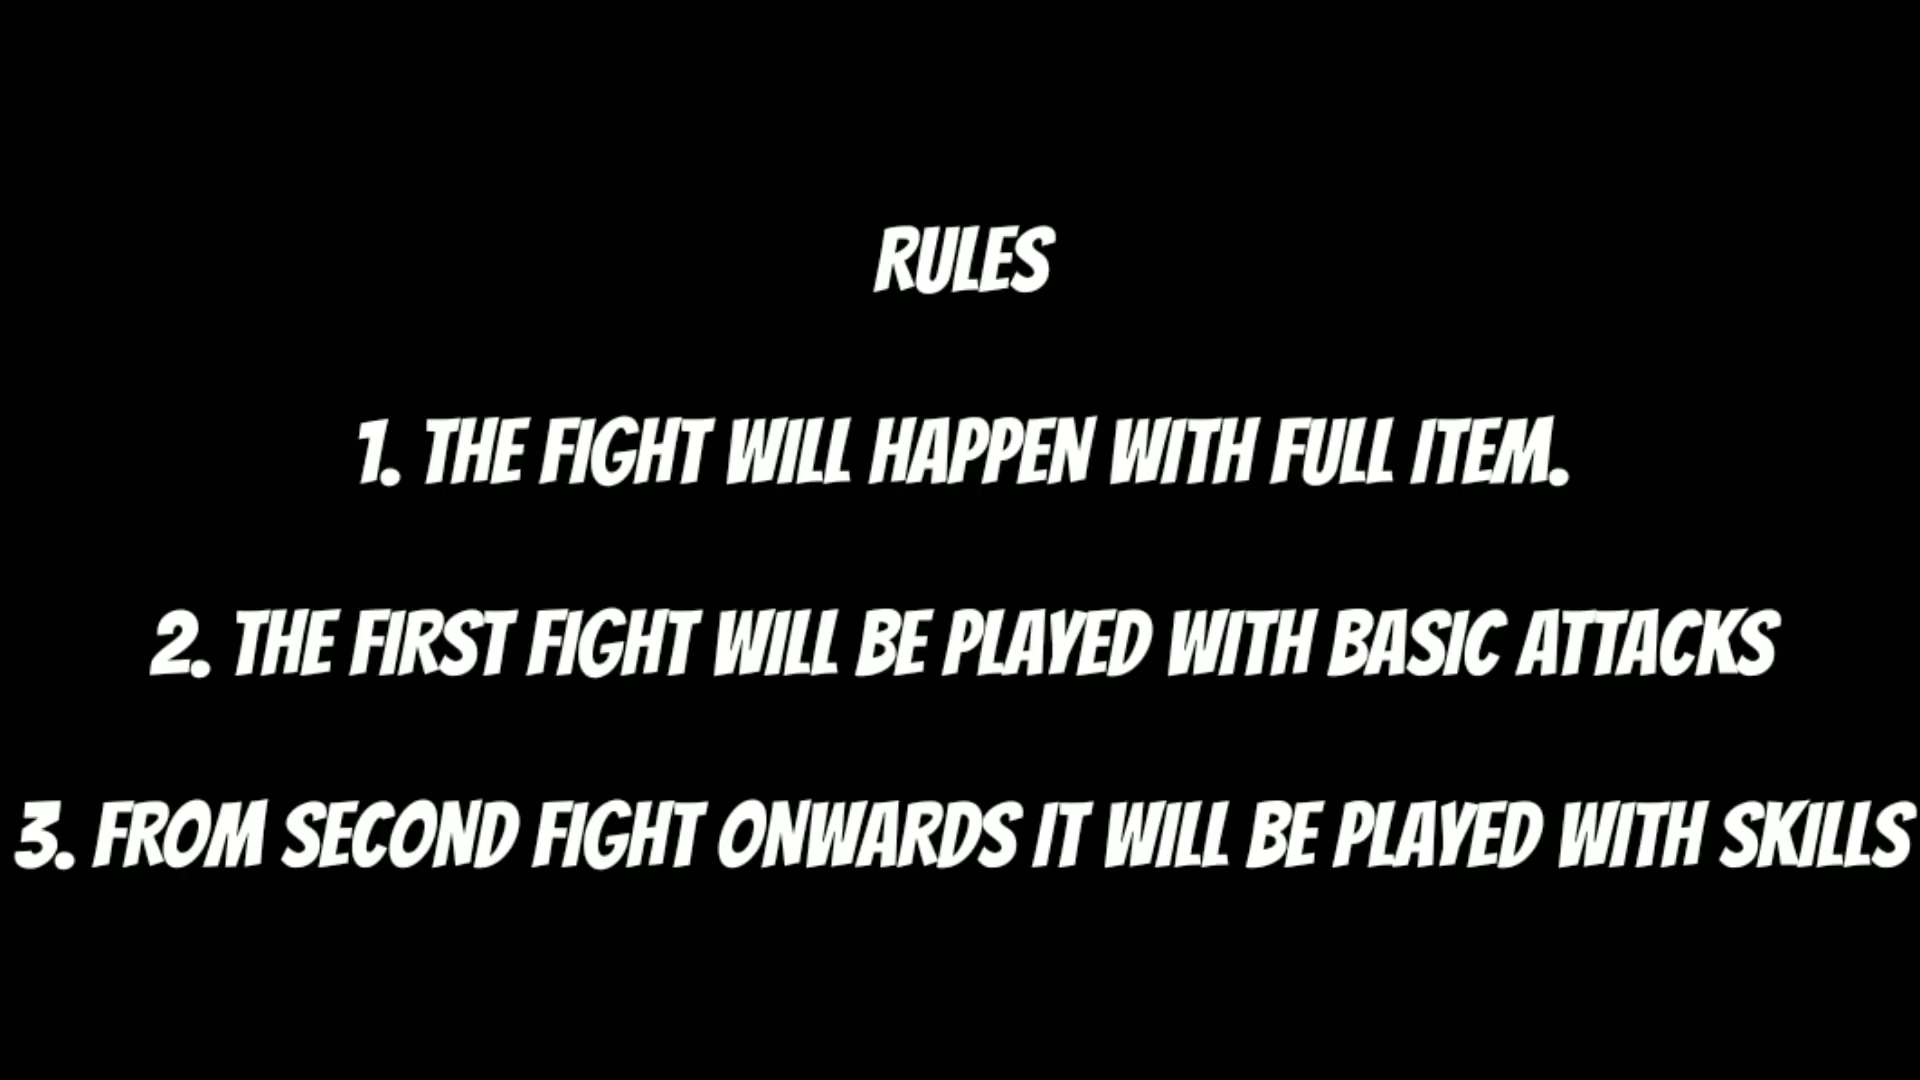 RULES
1. THE FIGHT WILL HAPPEN WITH FULL ITEM.
2. THE FIRST FIGHT WILL BE PLAYED WITH BASIC ATTACKS
3. FROM SECOND FIGHT ONWARDS IT WILL BE PLAYED WITH SKILLS